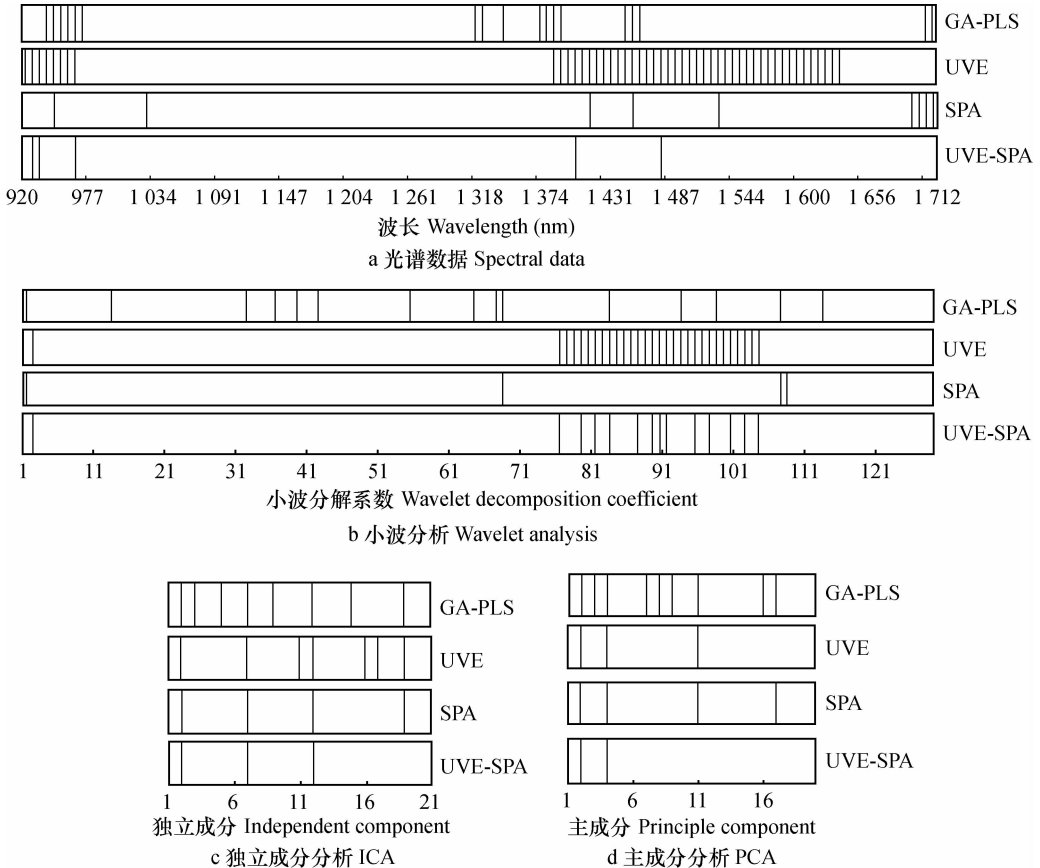 GA-PLS
UVE
SPA
UVE-SPA
920 977 1 034 1 091 1 147 1 204 1 261 1 318 1 374 1 431 1 487 1 544 1 600 1 656 1 712
波长 Wavelength (nm)
a 光谱数据 Spectral data
GA-PLS
UVE
SPA
UVE-SPA
1 11 21 31 41 51 61 71 81 91 101 111 121
小波分解系数 Wavelet decomposition coefficient
b 小波分析 Wavelet analysis
GA-PLS
UVE
SPA
UVE-SPA
1 6 11 16 21
独立成分 Independent component
c 独立成分分析 ICA
GA-PLS
UVE
SPA
UVE-SPA
1 6 11 16
主成分 Principle component
d 主成分分析 PCA